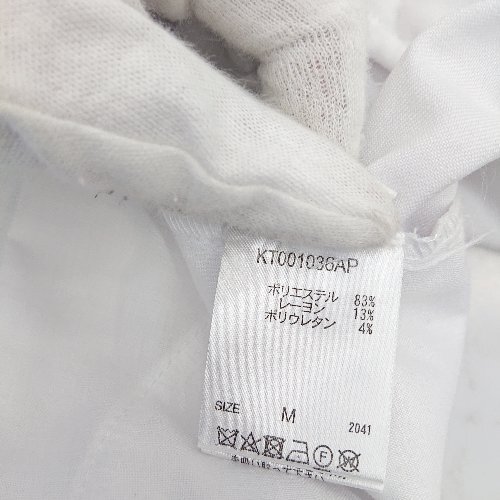 KT001036AP
ポリエステル 83%
レーヨン 13%
ポリウレタン 4%
SIZE M 2041